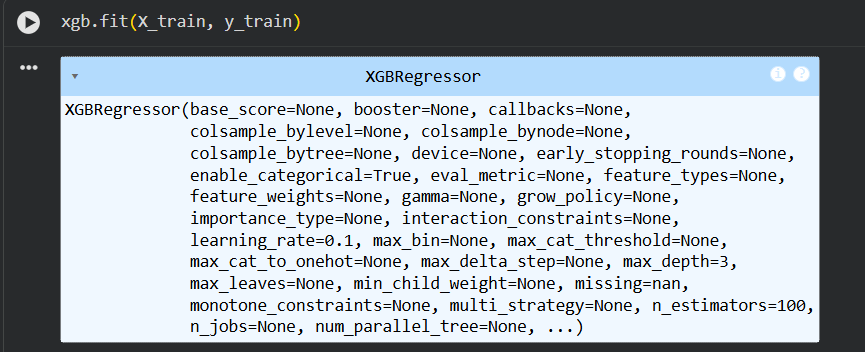 xgb.fit(X_train, y_train)
XGBRegressor
XGBRegressor(base_score=None, booster=None, callbacks=None,
colsample_bylevel=None, colsample_bynode=None,
colsample_bytree=None, device=None, early_stopping_rounds=None,
enable_categorical=True, eval_metric=None, feature_types=None,
feature_weights=None, gamma=None, grow_policy=None,
importance_type=None, interaction_constraints=None,
learning_rate=0.1, max_bin=None, max_cat_threshold=None,
max_cat_to_onehot=None, max_delta_step=None, max_depth=3,
max_leaves=None, min_child_weight=None, missing=nan,
monotone_constraints=None, multi_strategy=None, n_estimators=100,
n_jobs=None, num_parallel_tree=None, ...)